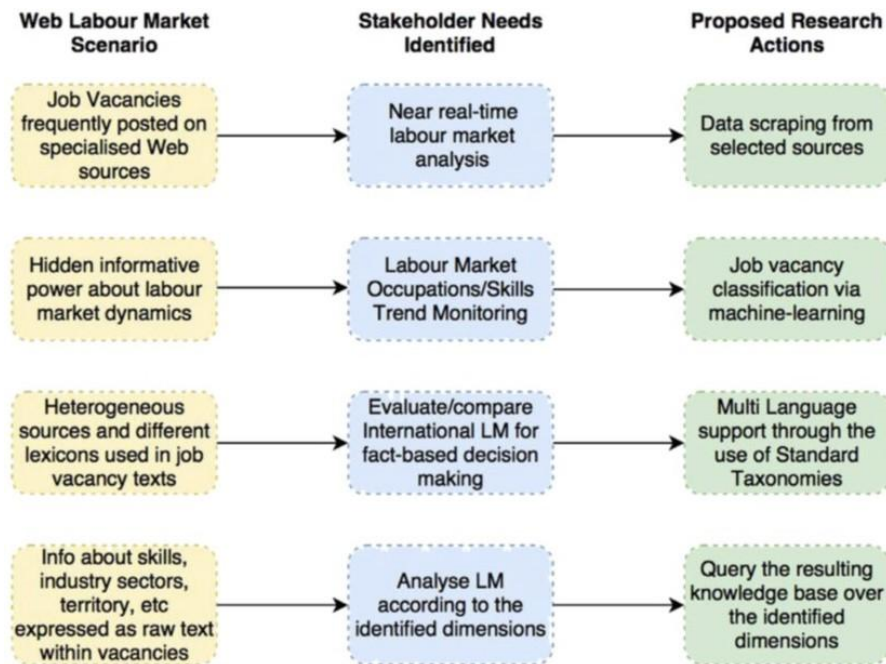 Web Labour Market
Scenario
Stakeholder Needs
Identified
Proposed Research
Actions
Job Vacancies
frequently posted on
specialised Web
sources
Near real-time
labour market
analysis
Data scraping from
selected sources
Hidden informative
power about labour
market dynamics
Labour Market
Occupations/Skills
Trend Monitoring
Job vacancy
classification via
machine-learning
Heterogeneous
sources and different
lexicons used in job
vacancy texts
Evaluate/compare
International LM for
fact-based decision
making
Multi Language
support through the
use of Standard
Taxonomies
Info about skills,
industry sectors,
territory, etc
expressed as raw text
within vacancies
Analyse LM
according to the
identified dimensions
Query the resulting
knowledge base over
the identified
dimensions